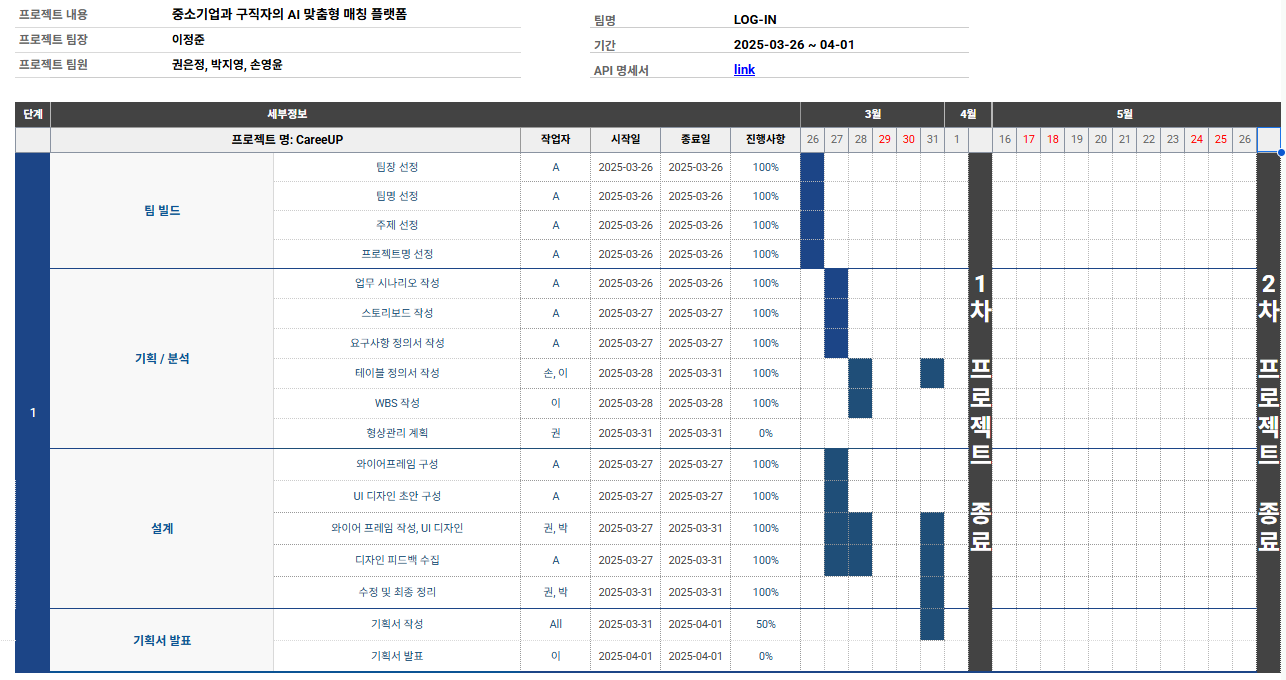 프로젝트 내용 중소기업과 구직자의 AI 맞춤형 매칭 플랫폼
프로젝트 팀장 이정준
프로젝트 팀원 권은정, 박지영, 손영윤
팀명 LOG-IN
기간 2025-03-26 ~ 04-01
API 명세서 link
단계 세부정보 3월 4월 5월
프로젝트 명: CareeUP 작업자 시작일 종료일 진행사항 26 27 28 29 30 31 1 16 17 18 19 20 21 22 23 24 25 26
1
팀 빌드
팀장 선정 A 2025-03-26 2025-03-26 100%
팀명 선정 A 2025-03-26 2025-03-26 100%
주제 선정 A 2025-03-26 2025-03-26 100%
프로젝트명 선정 A 2025-03-26 2025-03-26 100%
기획 / 분석
업무 시나리오 작성 A 2025-03-26 2025-03-26 100%
스토리보드 작성 A 2025-03-27 2025-03-27 100%
요구사항 정의서 작성 A 2025-03-27 2025-03-27 100%
테이블 정의서 작성 손, 이 2025-03-28 2025-03-31 100%
WBS 작성 이 2025-03-28 2025-03-28 100%
형상관리 계획 권 2025-03-31 2025-03-31 0%
설계
와이어프레임 구성 A 2025-03-27 2025-03-27 100%
UI 디자인 초안 구성 A 2025-03-27 2025-03-27 100%
와이어 프레임 작성, UI 디자인 권, 박 2025-03-27 2025-03-31 100%
디자인 피드백 수집 A 2025-03-27 2025-03-31 100%
수정 및 최종 정리 권, 박 2025-03-31 2025-03-31 100%
기획서 발표
기획서 작성 All 2025-03-31 2025-04-01 50%
기획서 발표 이 2025-04-01 2025-04-01 0%
1차 프로젝트 종료
2차 프로젝트 종료